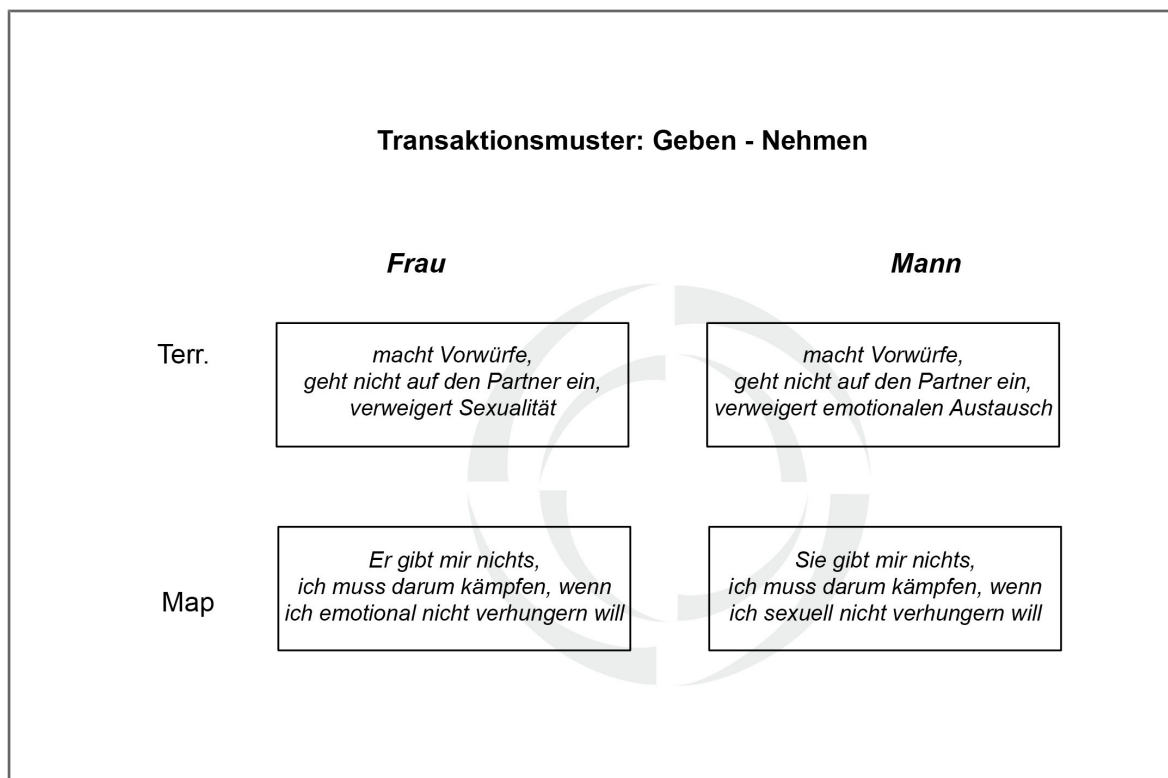 Transaktionsmuster: Geben - Nehmen
Frau
Mann
Terr.
macht Vorwürfe,
geht nicht auf den Partner ein,
verweigert Sexualität
macht Vorwürfe,
geht nicht auf den Partner ein,
verweigert emotionalen Austausch
Map
Er gibt mir nichts,
ich muss darum kämpfen, wenn
ich emotional nicht verhungern will
Sie gibt mir nichts,
ich muss darum kämpfen, wenn
ich sexuell nicht verhungern will